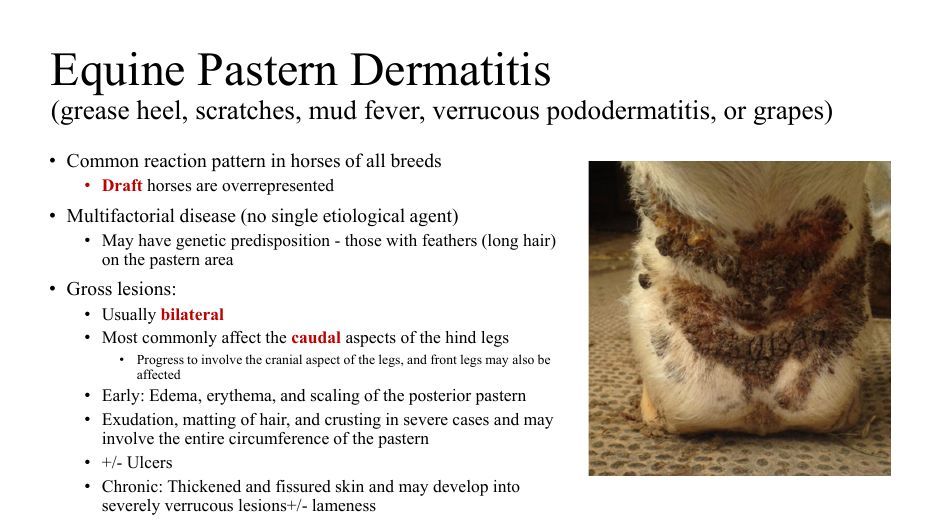 Equine Pastern Dermatitis
(grease heel, scratches, mud fever, verrucous pododermatitis, or grapes)
• Common reaction pattern in horses of all breeds
• Draft horses are overrepresented
• Multifactorial disease (no single etiological agent)
• May have genetic predisposition - those with feathers (long hair)
on the pastern area
• Gross lesions:
• Usually bilateral
• Most commonly affect the caudal aspects of the hind legs
• Progress to involve the cranial aspect of the legs, and front legs may also be
affected
• Early: Edema, erythema, and scaling of the posterior pastern
• Exudation, matting of hair, and crusting in severe cases and may
involve the entire circumference of the pastern
• +/- Ulcers
• Chronic: Thickened and fissured skin and may develop into
severely verrucous lesions+/- lameness